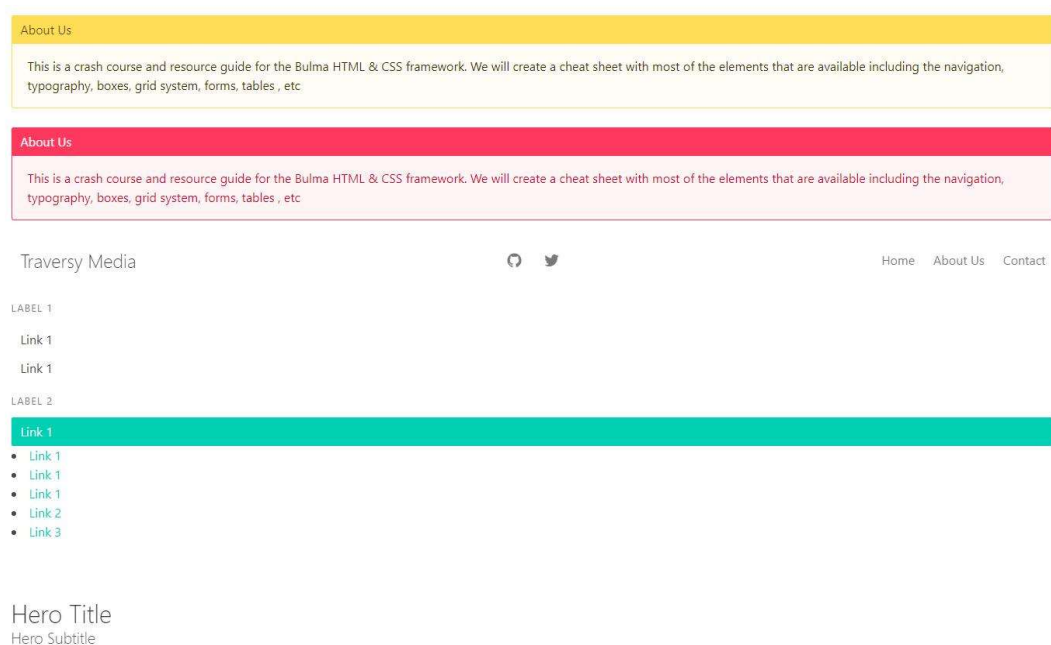 About Us
This is a crash course and resource guide for the Bulma HTML & CSS framework. We will create a cheat sheet with most of the elements that are available including the navigation,
typography, boxes, grid system, forms, tables , etc
About Us
This is a crash course and resource guide for the Bulma HTML & CSS framework. We will create a cheat sheet with most of the elements that are available including the navigation,
typography, boxes, grid system, forms, tables , etc
Traversy Media Home About Us Contact
LABEL 1
Link 1
Link 1
LABEL 2
Link 1
Link 1
Link 1
Link 1
Link 2
Link 3
Hero Title
Hero Subtitle